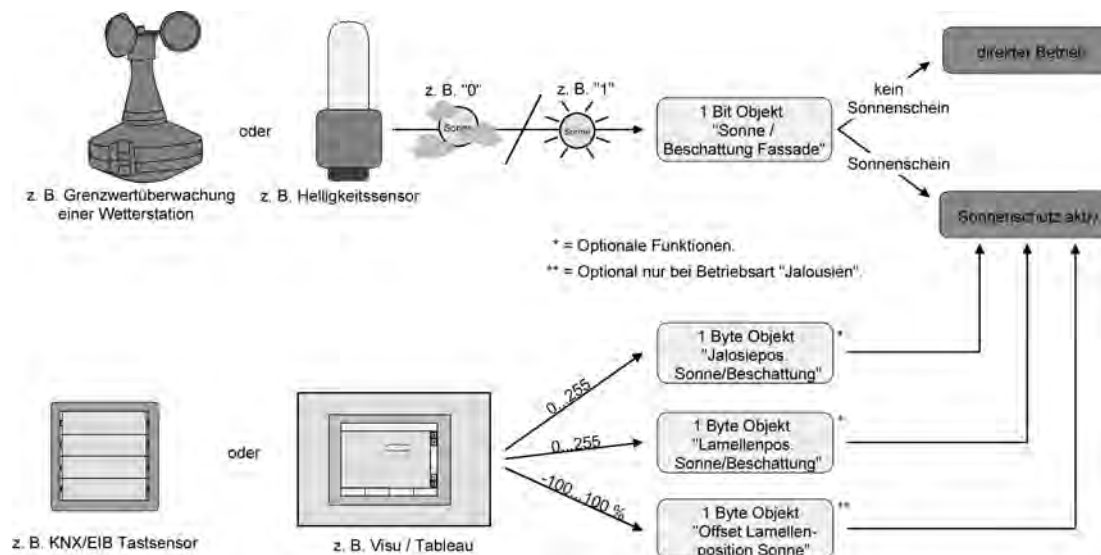 direkter Betrieb
z. B. "0"
z. B. "1"
kein
Sonnenschein
1 Bit Objekt
"Sonne /
Beschattung Fassade"
oder
Sonne
Sonne
Sonnenschein
z. B. Grenzwertüberwachung
einer Wetterstation
z. B. Helligkeitssensor
Sonnenschutz aktiv
* = Optionale Funktionen.
** = Optional nur bei Betriebsart "Jalousien".
1 Byte Objekt
"Jalosiepos.
Sonne/Beschattung"
*
0...255
1 Byte Objekt
"Lamellenpos.
Sonne/Beschattung"
*
0...255
oder
-100...100 %
1 Byte Objekt
"Offset Lamellen-
position Sonne"
**
z. B. KNX/EIB Tastsensor
z. B. Visu / Tableau